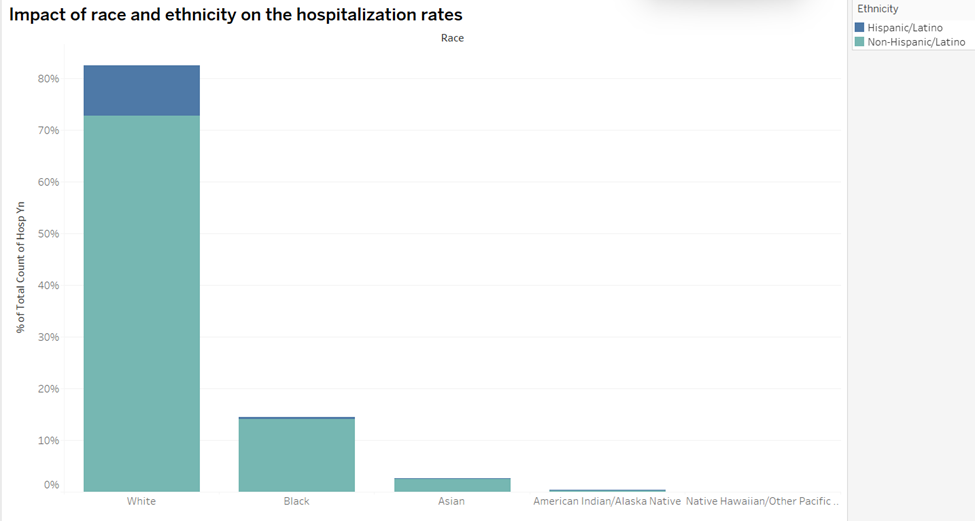 Impact of race and ethnicity on the hospitalization rates
Race
Ethnicity
Hispanic/Latino
Non-Hispanic/Latino
% of Total Count of Hosp Yn
80%
70%
60%
50%
40%
30%
20%
10%
0%
White Black Asian American Indian/Alaska Native Native Hawaiian/Other Pacific ..